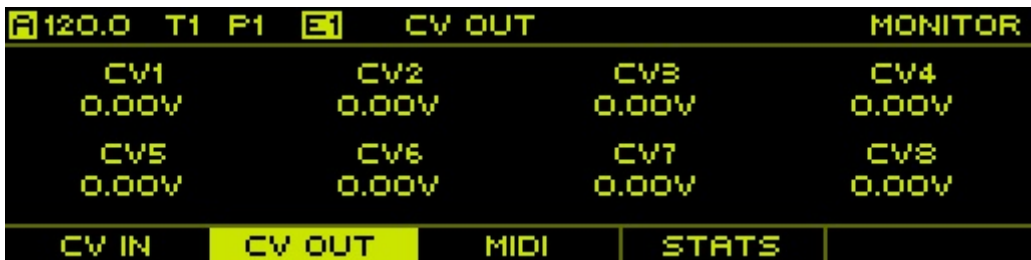 A 120.0 T1 P1 E1 CV OUT MONITOR
CV1 CV2 CV3 CV4
0.00V 0.00V 0.00V 0.00V
CV5 CV6 CV7 CV8
0.00V 0.00V 0.00V 0.00V
CV IN CV OUT MIDI STATS